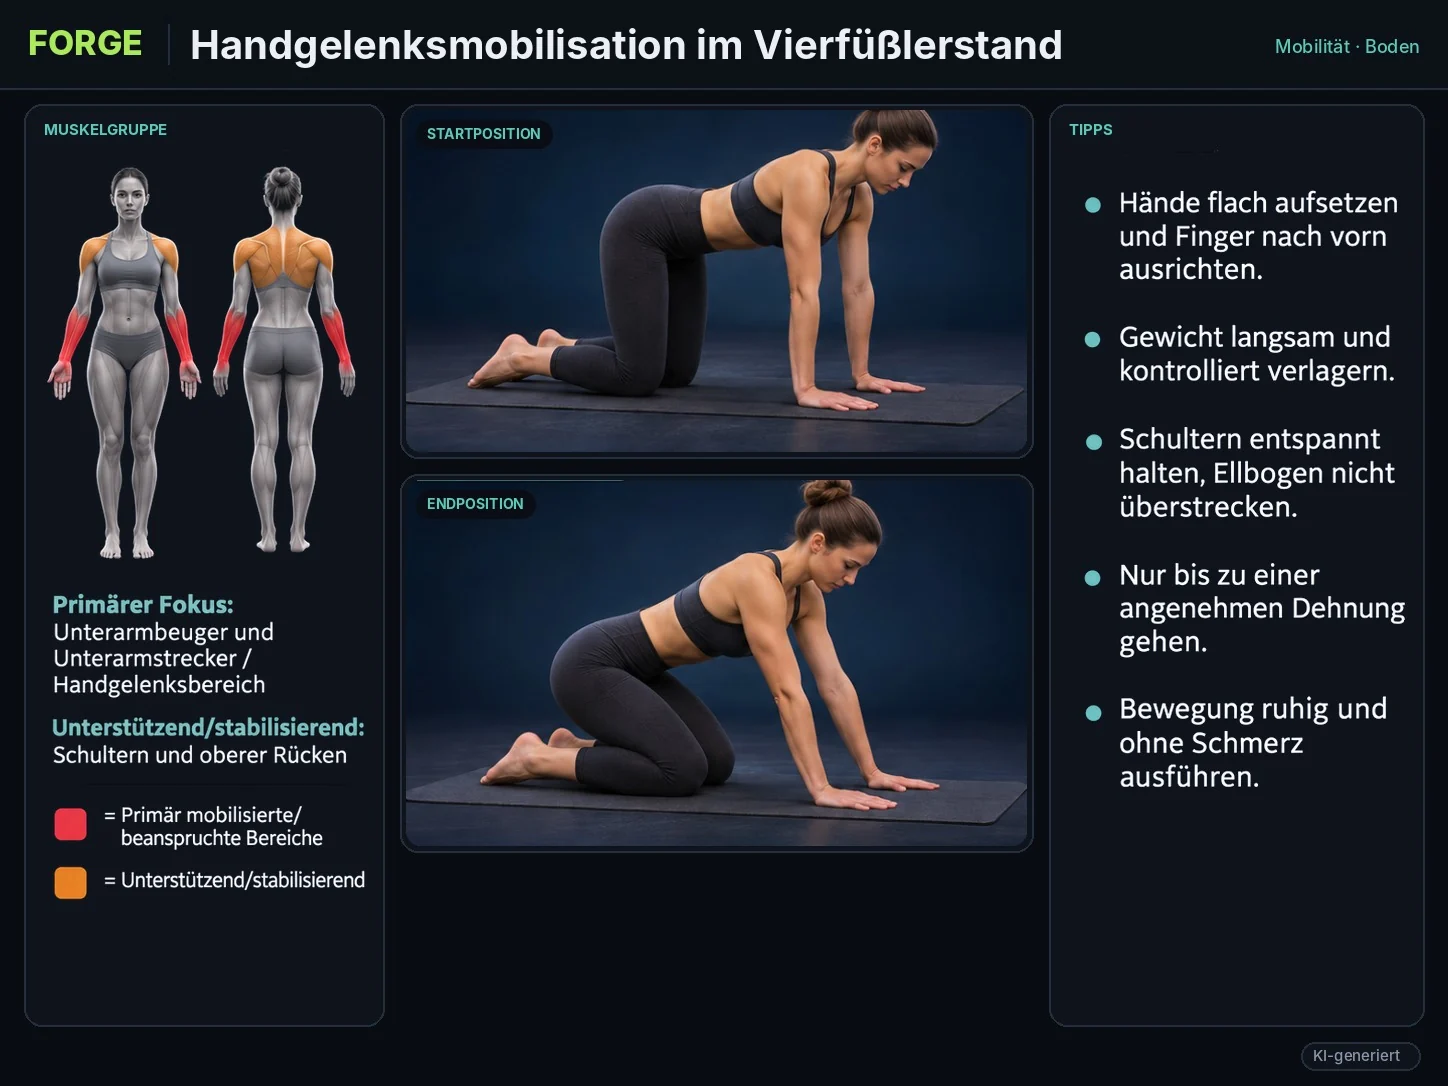 FORGE
Handgelenksmobilisation im Vierfüßlerstand
Mobilität · Boden
MUSKELGRUPPE
Primärer Fokus:
Unterarmbeuger und
Unterarmstrecker /
Handgelenksbereich
Unterstützend/stabilisierend:
Schultern und oberer Rücken
= Primär mobilisierte/
beanspruchte Bereiche
= Unterstützend/stabilisierend
STARTPOSITION
ENDPOSITION
TIPPS
Hände flach aufsetzen
und Finger nach vorn
ausrichten.
Gewicht langsam und
kontrolliert verlagern.
Schultern entspannt
halten, Ellbogen nicht
überstrecken.
Nur bis zu einer
angenehmen Dehnung
gehen.
Bewegung ruhig und
ohne Schmerz
ausführen.
KI-generiert